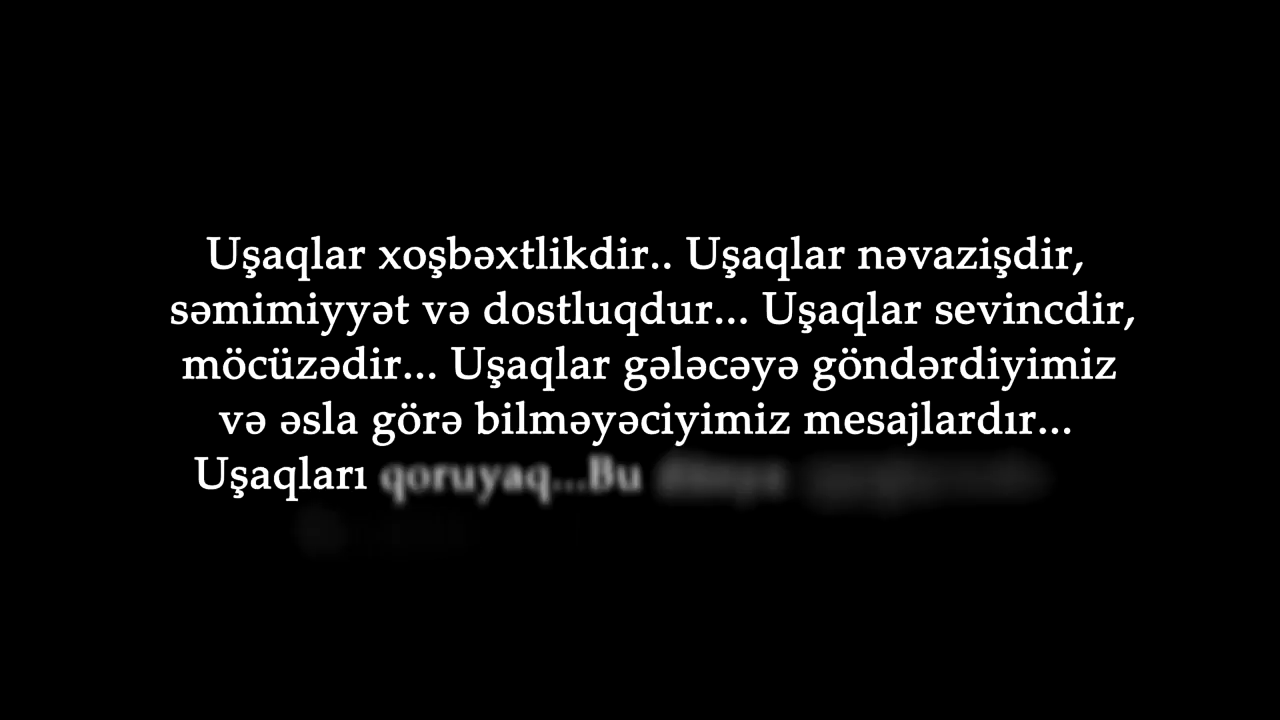 Uşaqlar xoşbəxtlikdir.. Uşaqlar nəvazişdir,
səmimiyyət və dostluqdur... Uşaqlar sevincdir,
möcüzədir... Uşaqlar gələcəyə göndərdiyimiz
və əsla görə bilməyəciyimiz mesajlardır...
Uşaqları qoruyaq...Bu dünya